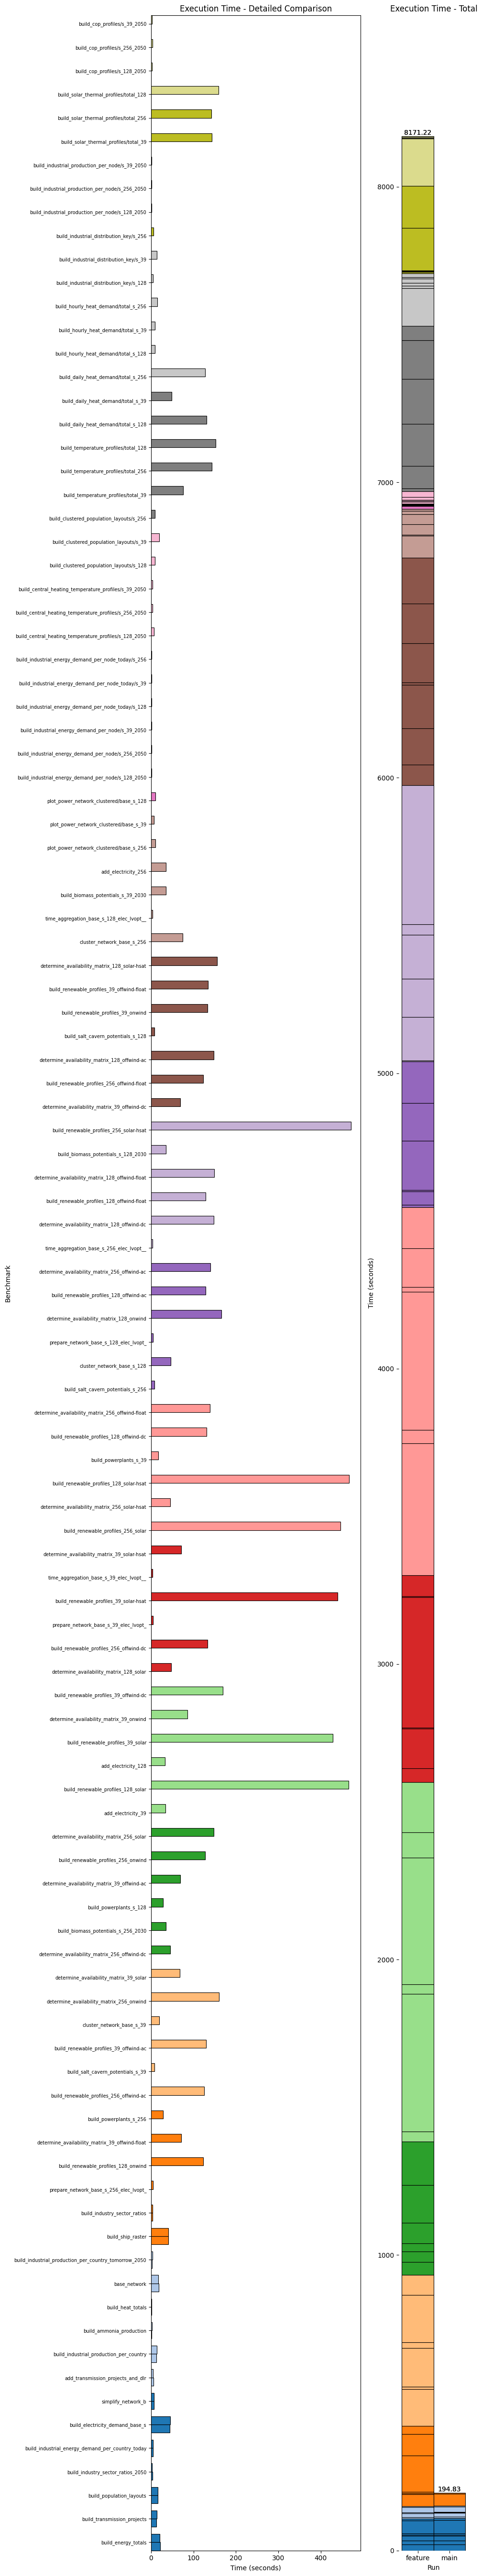 Execution Time - Detailed Comparison
Execution Time - Total
build_cop_profiles/s_39_2050
build_cop_profiles/s_256_2050
build_cop_profiles/s_128_2050
build_solar_thermal_profiles/total_128
build_solar_thermal_profiles/total_256
build_solar_thermal_profiles/total_39
build_industrial_production_per_node/s_39_2050
build_industrial_production_per_node/s_256_2050
build_industrial_production_per_node/s_128_2050
build_industrial_distribution_key/s_256
build_industrial_distribution_key/s_39
build_industrial_distribution_key/s_128
build_hourly_heat_demand/total_s_256
build_hourly_heat_demand/total_s_39
build_hourly_heat_demand/total_s_128
build_daily_heat_demand/total_s_256
build_daily_heat_demand/total_s_39
build_daily_heat_demand/total_s_128
build_temperature_profiles/total_128
build_temperature_profiles/total_256
build_temperature_profiles/total_39
build_clustered_population_layouts/s_256
build_clustered_population_layouts/s_39
build_clustered_population_layouts/s_128
build_central_heating_temperature_profiles/s_39_2050
build_central_heating_temperature_profiles/s_256_2050
build_central_heating_temperature_profiles/s_128_2050
build_industrial_energy_demand_per_node_today/s_256
build_industrial_energy_demand_per_node_today/s_39
build_industrial_energy_demand_per_node_today/s_128
build_industrial_energy_demand_per_node/s_39_2050
build_industrial_energy_demand_per_node/s_256_2050
build_industrial_energy_demand_per_node/s_128_2050
plot_power_network_clustered/base_s_128
plot_power_network_clustered/base_s_39
plot_power_network_clustered/base_s_256
add_electricity_256
build_biomass_potentials_s_39_2030
time_aggregation_base_s_128_elec_lvopt__
cluster_network_base_s_256
determine_availability_matrix_128_solar-hsat
build_renewable_profiles_39_offwind-float
build_renewable_profiles_39_onwind
build_salt_cavern_potentials_s_128
determine_availability_matrix_128_offwind-ac
build_renewable_profiles_256_offwind-float
determine_availability_matrix_39_offwind-dc
build_renewable_profiles_256_solar-hsat
build_biomass_potentials_s_128_2030
determine_availability_matrix_128_offwind-float
build_renewable_profiles_128_offwind-float
determine_availability_matrix_128_offwind-dc
time_aggregation_base_s_256_elec_lvopt__
determine_availability_matrix_256_offwind-ac
build_renewable_profiles_128_offwind-ac
determine_availability_matrix_128_onwind
prepare_network_base_s_128_elec_lvopt_
cluster_network_base_s_128
build_salt_cavern_potentials_s_256
determine_availability_matrix_256_offwind-float
build_renewable_profiles_128_offwind-dc
build_powerplants_s_39
build_renewable_profiles_128_solar-hsat
determine_availability_matrix_256_solar-hsat
build_renewable_profiles_256_solar
determine_availability_matrix_39_solar-hsat
time_aggregation_base_s_39_elec_lvopt__
build_renewable_profiles_39_solar-hsat
prepare_network_base_s_39_elec_lvopt_
build_renewable_profiles_256_offwind-dc
determine_availability_matrix_128_solar
build_renewable_profiles_39_offwind-dc
determine_availability_matrix_39_onwind
build_renewable_profiles_39_solar
add_electricity_128
build_renewable_profiles_128_solar
add_electricity_39
determine_availability_matrix_256_solar
build_renewable_profiles_256_onwind
determine_availability_matrix_39_offwind-ac
build_powerplants_s_128
build_biomass_potentials_s_256_2030
determine_availability_matrix_256_offwind-dc
determine_availability_matrix_39_solar
determine_availability_matrix_256_onwind
cluster_network_base_s_39
build_renewable_profiles_39_offwind-ac
build_salt_cavern_potentials_s_39
build_renewable_profiles_256_offwind-ac
build_powerplants_s_256
determine_availability_matrix_39_offwind-float
build_renewable_profiles_128_onwind
prepare_network_base_s_256_elec_lvopt_
build_industry_sector_ratios
build_ship_raster
build_industrial_production_per_country_tomorrow_2050
base_network
build_heat_totals
build_ammonia_production
build_industrial_production_per_country
add_transmission_projects_and_dlr
simplify_network_b
build_electricity_demand_base_s
build_industrial_energy_demand_per_country_today
build_industry_sector_ratios_2050
build_population_layouts
build_transmission_projects
build_energy_totals
Benchmark
0
100
200
300
400
Time (seconds)
8171.22
194.83
8000
7000
6000
5000
4000
3000
2000
1000
0
Time (seconds)
feature
main
Run